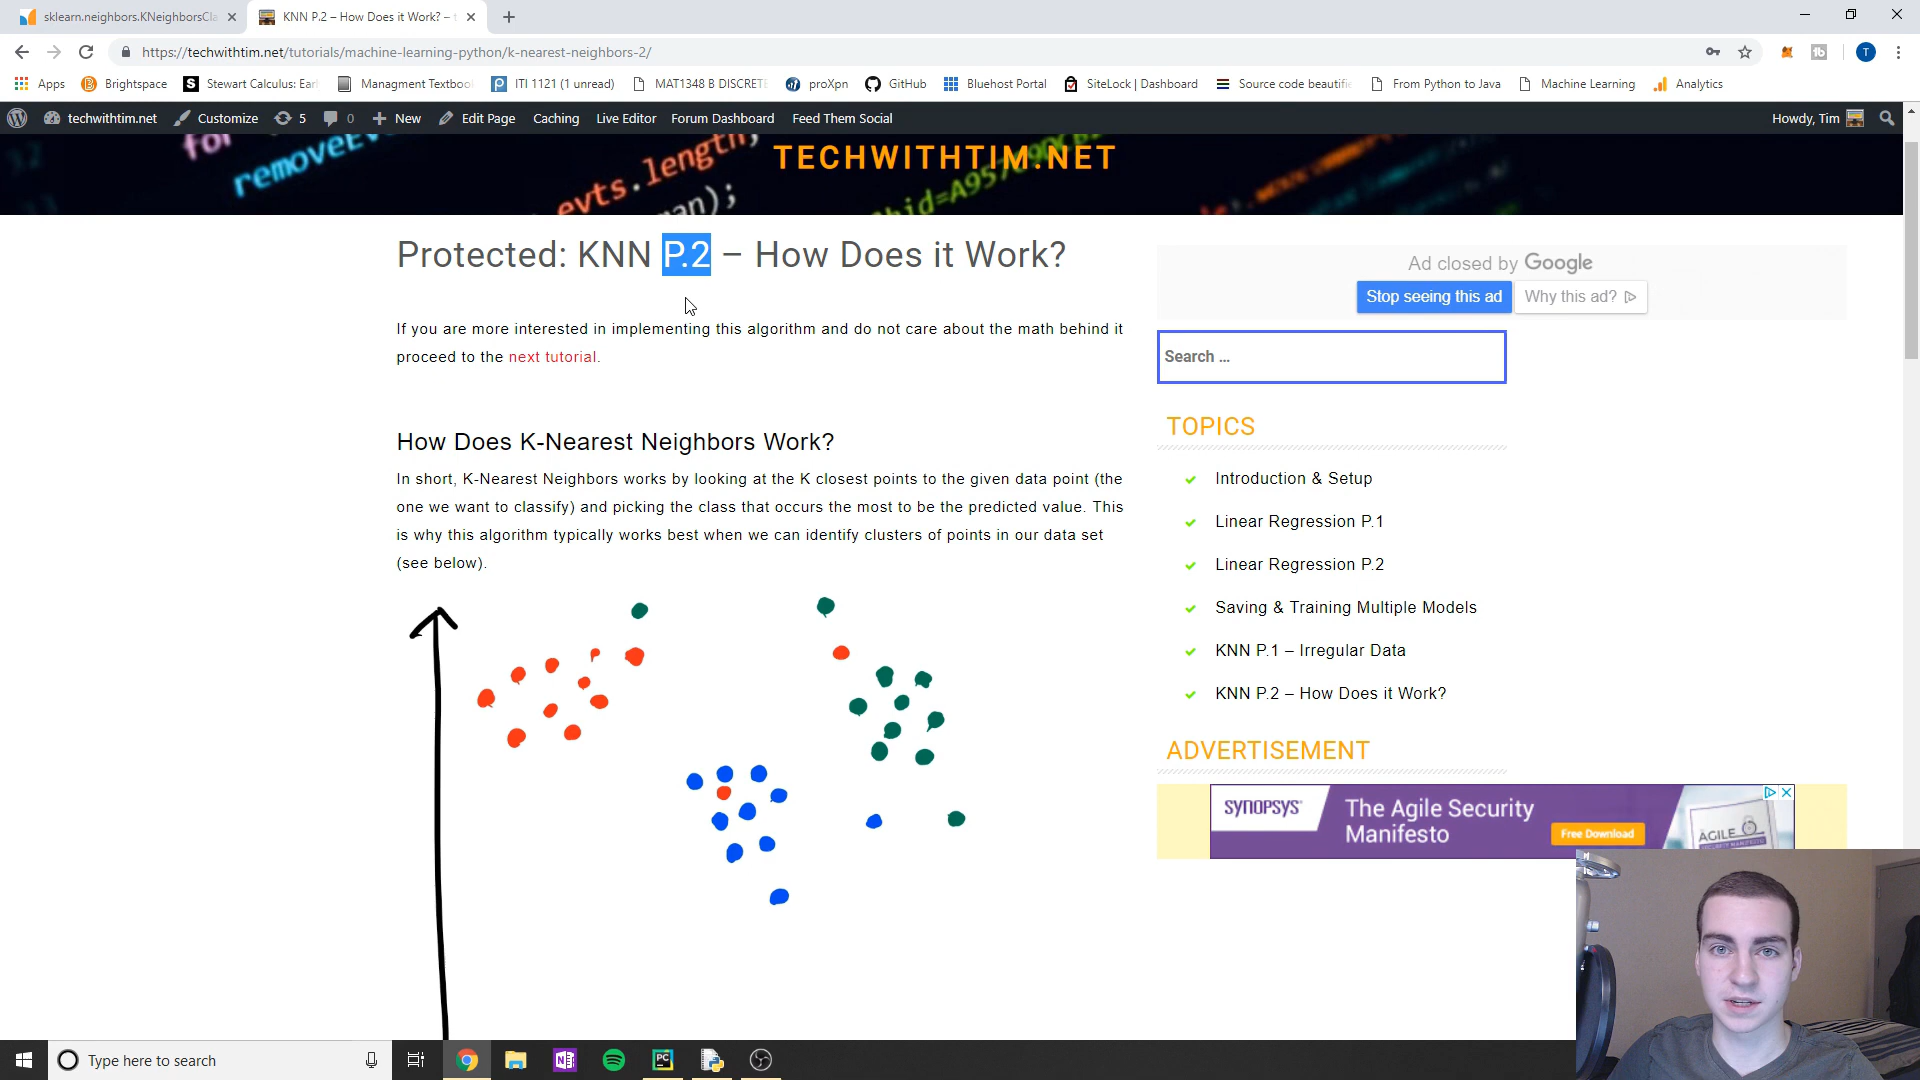 sklearn.neighbors.KNeighborsCla
KNN P.2 – How Does it Work? – t
https://techwithtim.net/tutorials/machine-learning-python/k-nearest-neighbors-2/
Apps Brightspace Stewart Calculus: Earl Managment Textboo ITI 1121 (1 unread) MAT1348 B DISCRETE proXpn GitHub Bluehost Portal SiteLock | Dashboard Source code beautifie From Python to Java Machine Learning Analytics
techwithtim.net Customize 5 0 New Edit Page Caching Live Editor Forum Dashboard Feed Them Social Howdy, Tim
for
removeEv
evts.length;
TECHWITHTIM.NET
Protected: KNN P.2 – How Does it Work?
If you are more interested in implementing this algorithm and do not care about the math behind it
proceed to the next tutorial.
How Does K-Nearest Neighbors Work?
In short, K-Nearest Neighbors works by looking at the K closest points to the given data point (the
one we want to classify) and picking the class that occurs the most to be the predicted value. This
is why this algorithm typically works best when we can identify clusters of points in our data set
(see below).
Ad closed by Google
Stop seeing this ad Why this ad?
Search ...
TOPICS
Introduction & Setup
Linear Regression P.1
Linear Regression P.2
Saving & Training Multiple Models
KNN P.1 – Irregular Data
KNN P.2 – How Does it Work?
ADVERTISEMENT
SYNOPSYS
The Agile Security
Manifesto
Free Download
AGILE
Type here to search